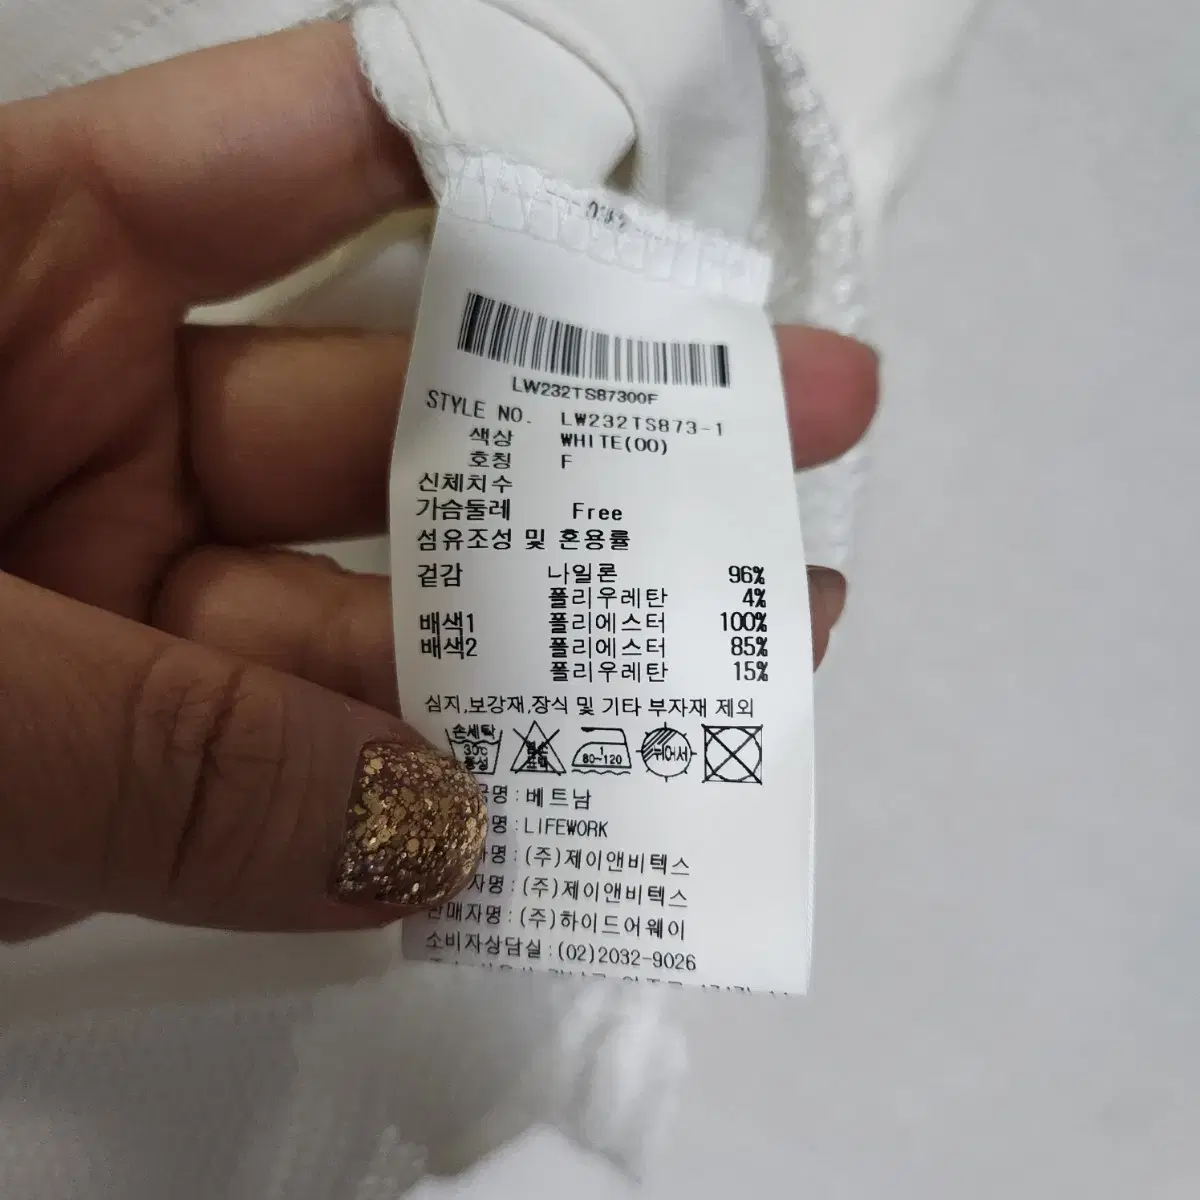 LW232TS87300F
STYLE NO. LW232TS873-1
색상 WHITE(00)
호칭 F
신체치수
가슴둘레 Free
섬유조성 및 혼용률
겉감 나일론 96%
폴리우레탄 4%
배색1 폴리에스터 100%
배색2 폴리에스터 85%
폴리우레탄 15%
심지,보강재,장식 및 기타 부자재 제외
손세탁 30℃ 중성 80~120 뉘어서
국명 : 베트남
명 : LIFEWORK
자명 : (주)제이앤비텍스
자명 : (주)제이앤비텍스
판매자명 : (주)하이드어웨이
소비자상담실 : (02)2032-9026